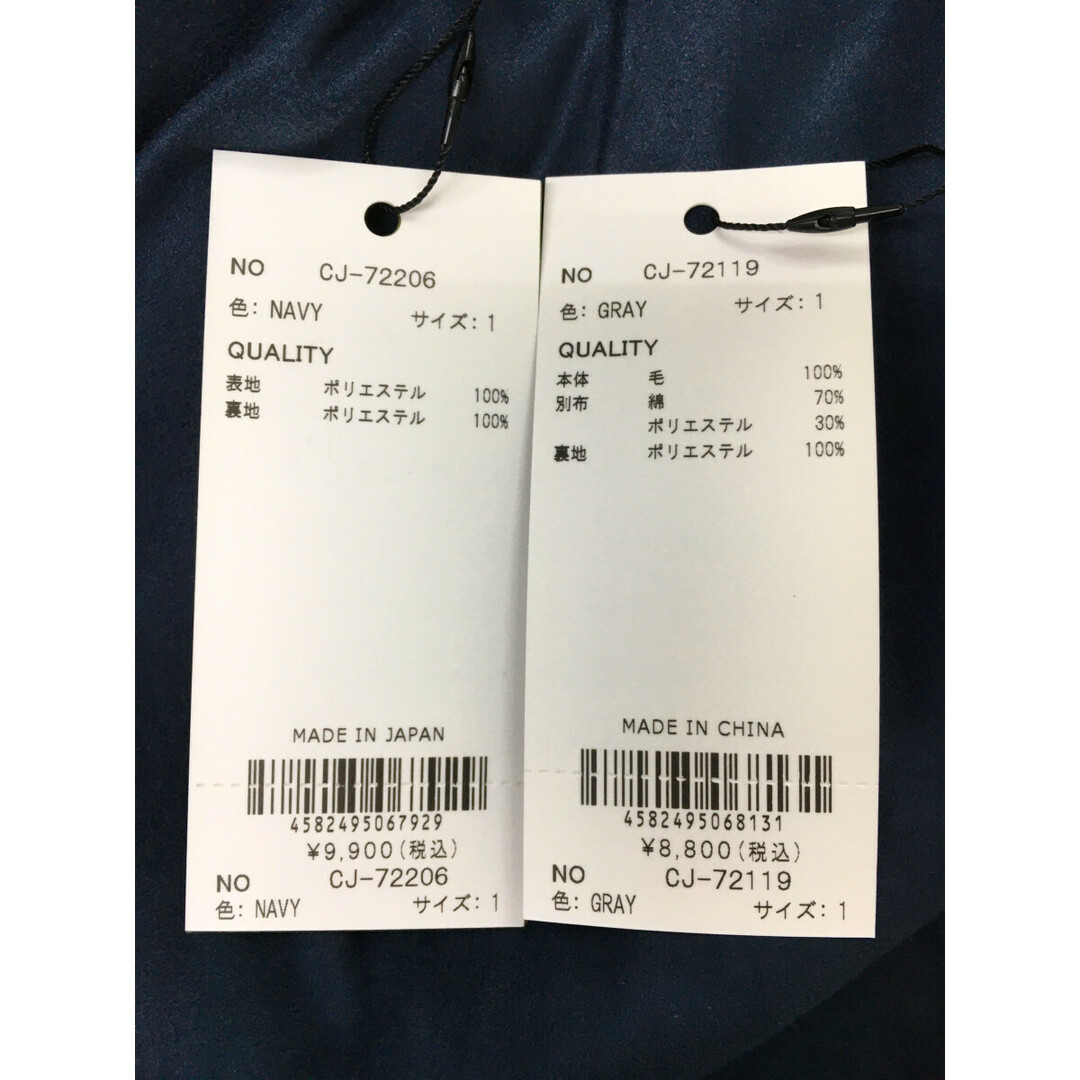 NO CJ-72206
色: NAVY サイズ: 1
QUALITY
表地 ポリエステル 100%
裏地 ポリエステル 100%
MADE IN JAPAN
4582495067929
¥9,900(税込)
NO CJ-72206
色: NAVY サイズ: 1
NO CJ-72119
色: GRAY サイズ: 1
QUALITY
本体 毛 100%
別布 綿 70%
ポリエステル 30%
裏地 ポリエステル 100%
MADE IN CHINA
4582495068131
¥8,800(税込)
NO CJ-72119
色: GRAY サイズ: 1